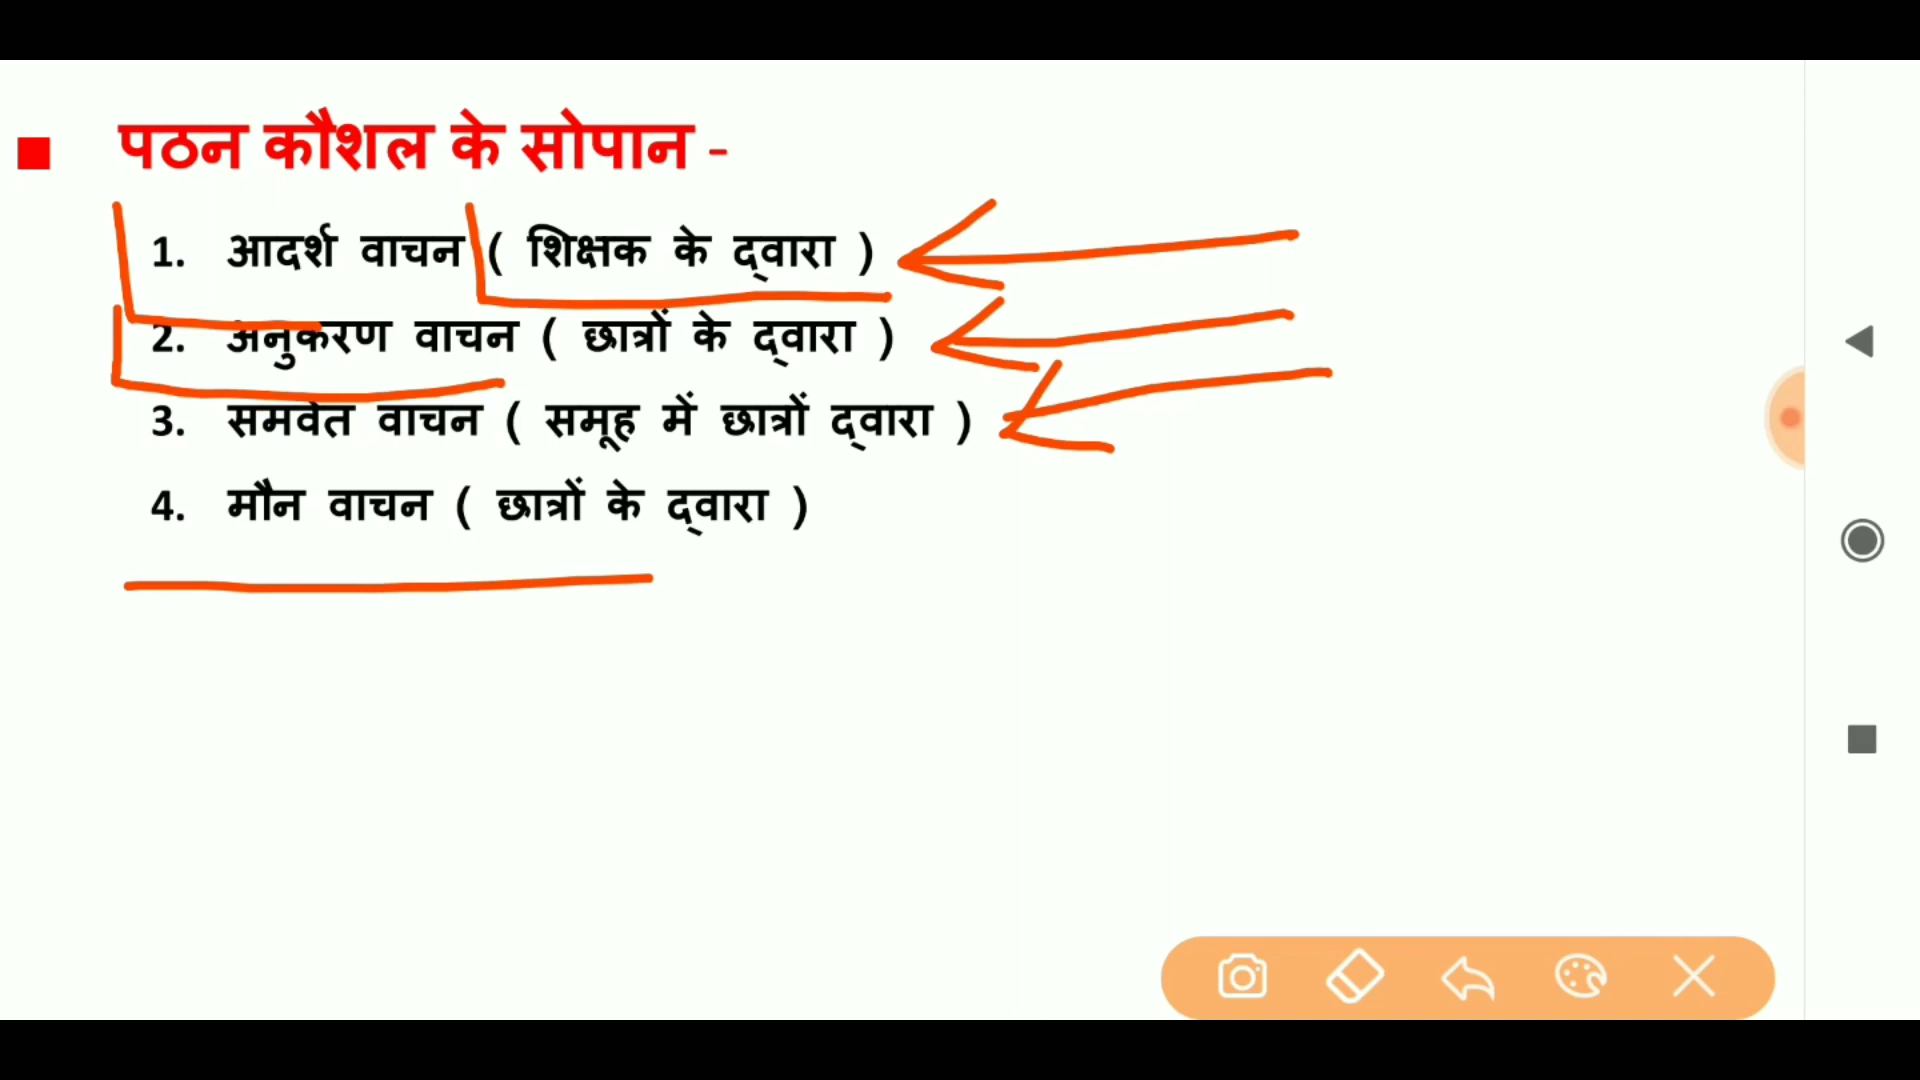 ■ पठन कौशल के सोपान -
1. आदर्श वाचन ( शिक्षक के द्वारा )
2. अनुकरण वाचन ( छात्रों के द्वारा )
3. समवेत वाचन ( समूह में छात्रों द्वारा )
4. मौन वाचन ( छात्रों के द्वारा )